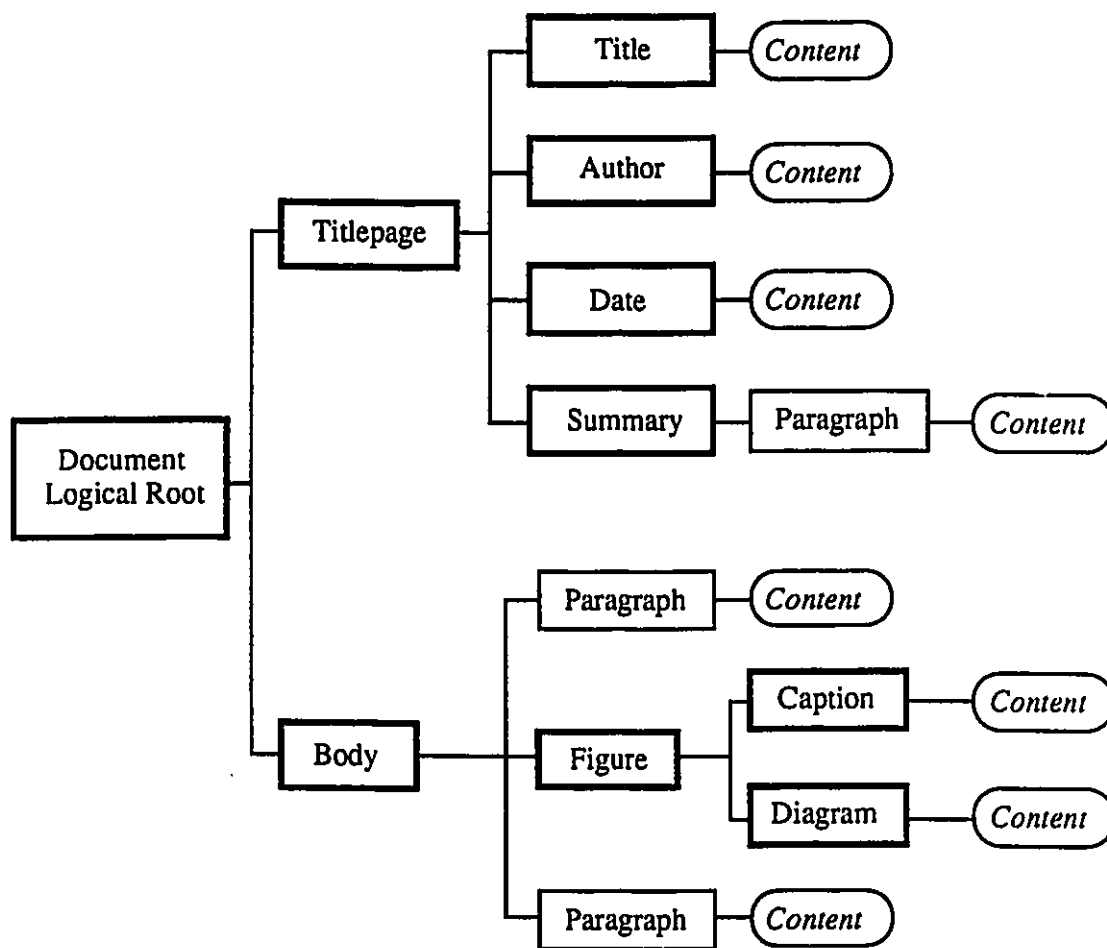 Title
Content
Author
Content
Titlepage
Date
Content
Summary
Paragraph
Content
Document
Logical Root
Paragraph
Content
Caption
Content
Body
Figure
Diagram
Content
Paragraph
Content